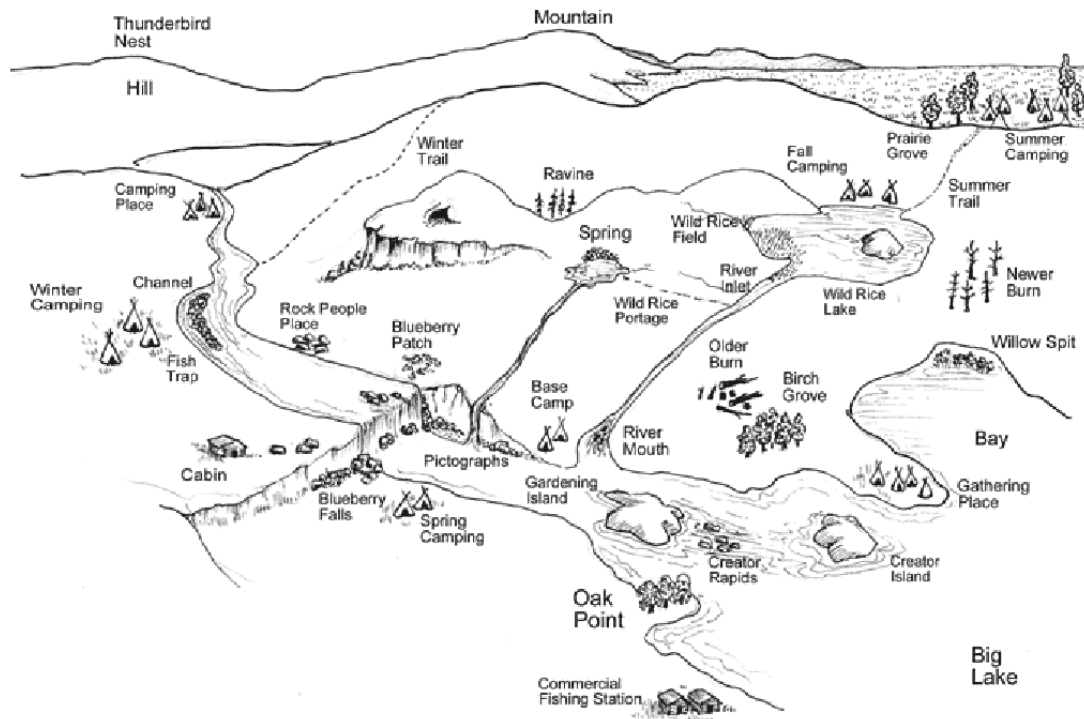 Thunderbird
Nest
Mountain
Hill
Winter
Trail
Prairie
Grove
Summer
Camping
Fall
Camping
Ravine
Camping
Place
Summer
Trail
Wild Rice
Field
Spring
River
Inlet
Newer
Burn
Channel
Winter
Camping
Wild Rice
Portage
Wild Rice
Lake
Rock People
Place
Blueberry
Patch
Willow Spit
Older
Burn
Fish
Trap
Birch
Grove
Base
Camp
River
Mouth
Bay
Pictographs
Cabin
Gardening
Island
Gathering
Place
Blueberry
Falls
Spring
Camping
Creator
Rapids
Creator
Island
Oak
Point
Big
Lake
Commercial
Fishing Station